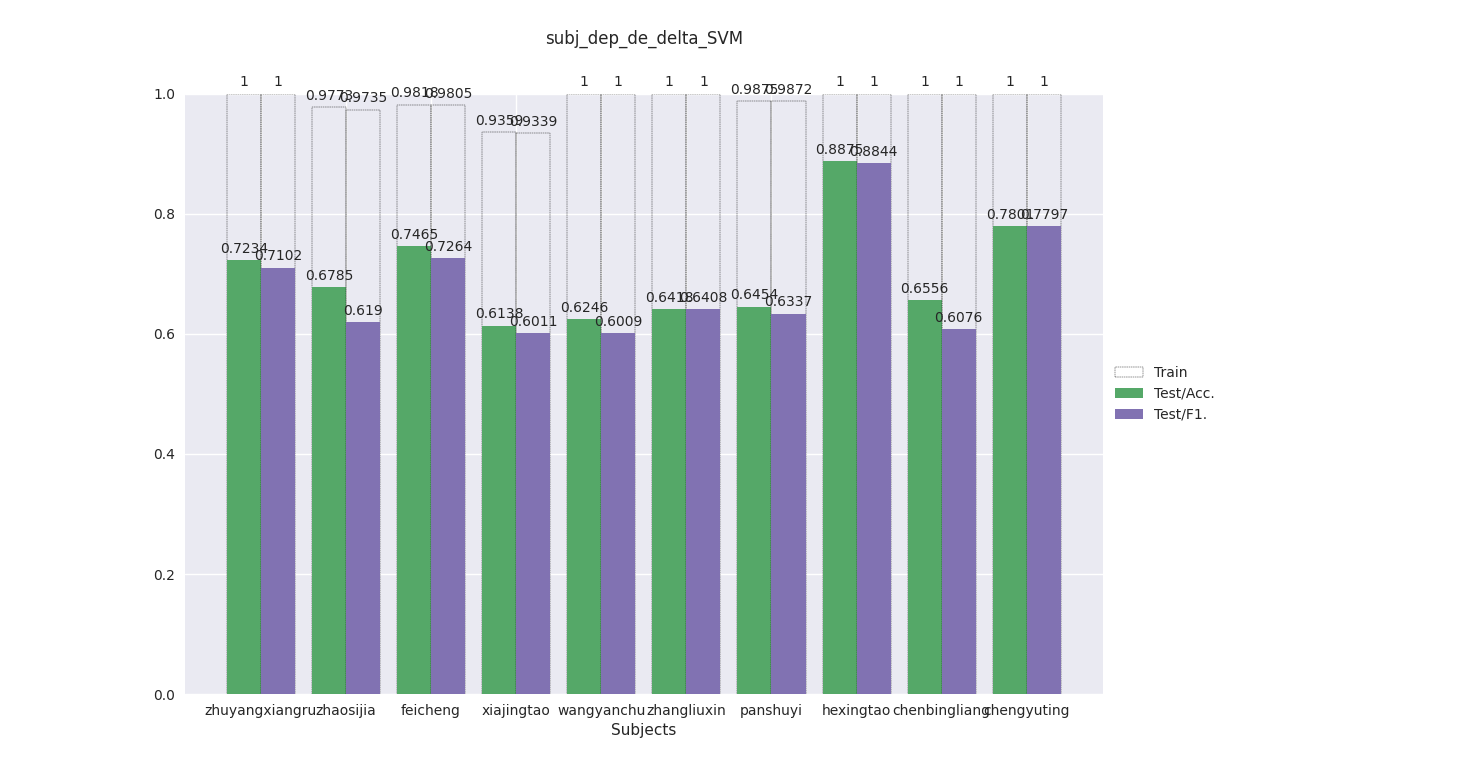 subj_dep_de_delta_SVM
1 1 0.9773 0.9735 0.9818 0.9805 0.9359 0.9339 1 1 1 1 0.9875 0.9872 1 1 1 1 1 1
0.7234 0.7102 0.6785 0.619 0.7465 0.7264 0.6138 0.6011 0.6246 0.6009 0.6418 0.6408 0.6454 0.6337 0.8875 0.8844 0.6556 0.6076 0.7801 0.7797
1.0
0.8
0.6
0.4
0.2
0.0
zhuyangxiangru zhaosijia feicheng xiajingtao wangyanchu zhangliuxin panshuyi hexingtao chenbingliang chengyuting
Subjects
Train
Test/Acc.
Test/F1.